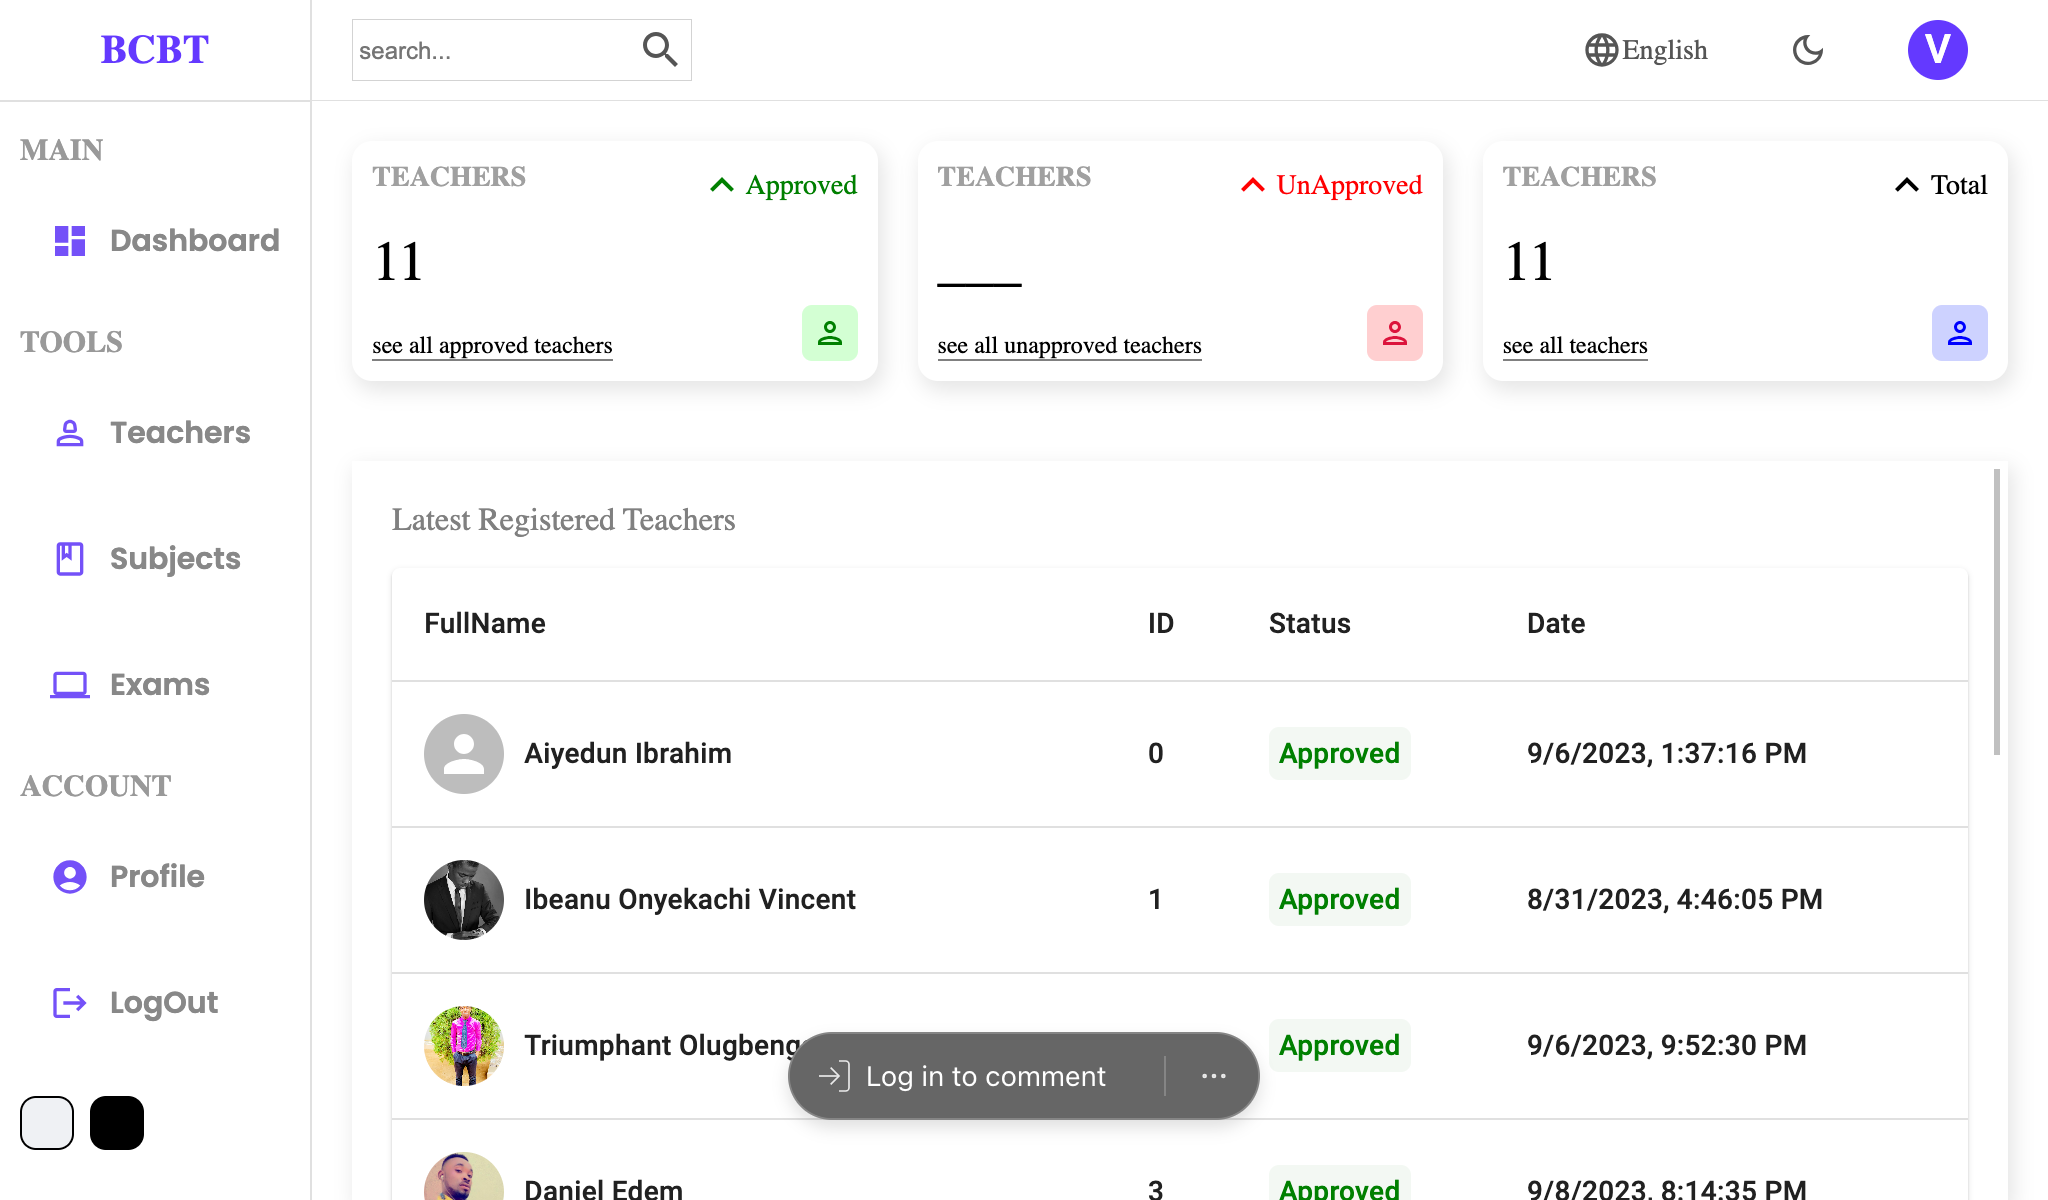 BCBT
search...
English
V
MAIN
Dashboard
TOOLS
Teachers
Subjects
Exams
ACCOUNT
Profile
LogOut
TEACHERS
Approved
11
see all approved teachers
TEACHERS
UnApproved
___
see all unapproved teachers
TEACHERS
Total
11
see all teachers
Latest Registered Teachers
FullName ID Status Date
Aiyedun Ibrahim 0 Approved 9/6/2023, 1:37:16 PM
Ibeanu Onyekachi Vincent 1 Approved 8/31/2023, 4:46:05 PM
Triumphant Approved 9/6/2023, 9:52:30 PM
Log in to comment
Daniel Edem 3 Approved 9/8/2023, 8:14:35 PM